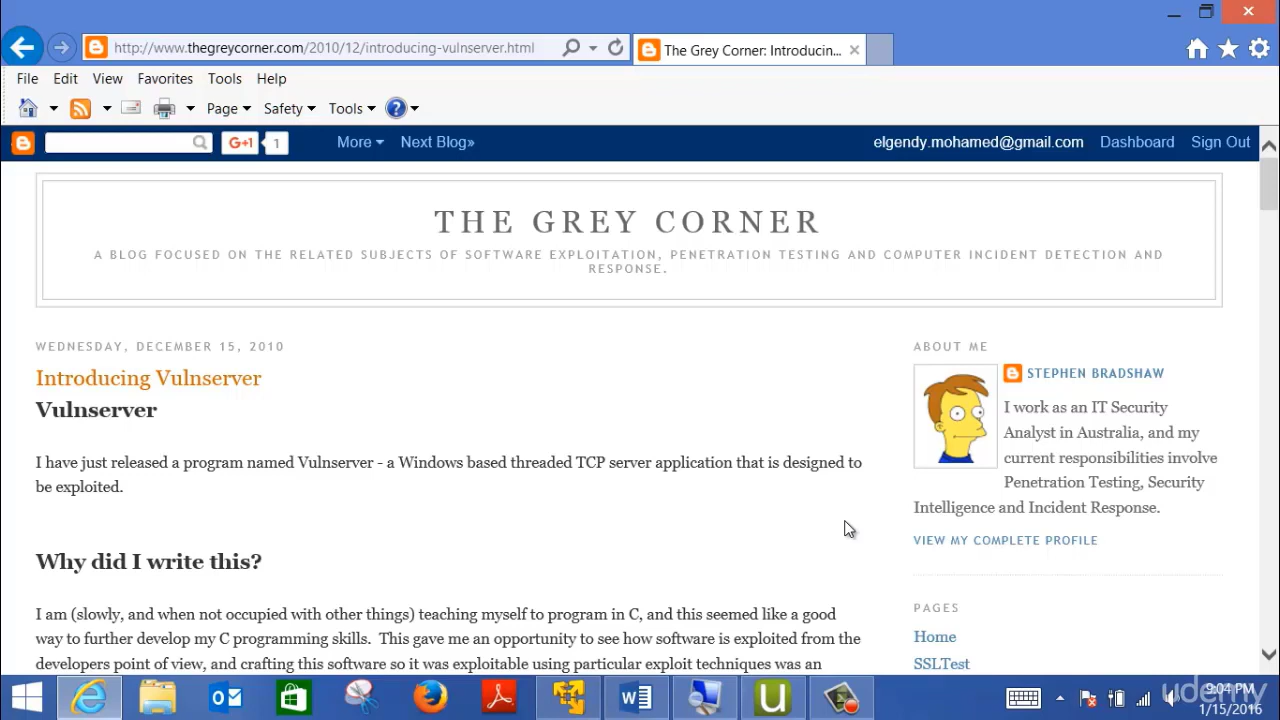 http://www.thegreycorner.com/2010/12/introducing-vulnserver.html
The Grey Corner: Introducin...
File Edit View Favorites Tools Help
Page Safety Tools
G+1 1 More Next Blog» elgendy.mohamed@gmail.com Dashboard Sign Out
THE GREY CORNER
A BLOG FOCUSED ON THE RELATED SUBJECTS OF SOFTWARE EXPLOITATION, PENETRATION TESTING AND COMPUTER INCIDENT DETECTION AND
RESPONSE.
WEDNESDAY, DECEMBER 15, 2010
Introducing Vulnserver
Vulnserver
I have just released a program named Vulnserver - a Windows based threaded TCP server application that is designed to
be exploited.
Why did I write this?
I am (slowly, and when not occupied with other things) teaching myself to program in C, and this seemed like a good
way to further develop my C programming skills. This gave me an opportunity to see how software is exploited from the
developers point of view, and crafting this software so it was exploitable using particular exploit techniques was an
ABOUT ME
STEPHEN BRADSHAW
I work as an IT Security
Analyst in Australia, and my
current responsibilities involve
Penetration Testing, Security
Intelligence and Incident Response.
VIEW MY COMPLETE PROFILE
PAGES
Home
SSLTest
udemy
9:04 PM
1/15/2016